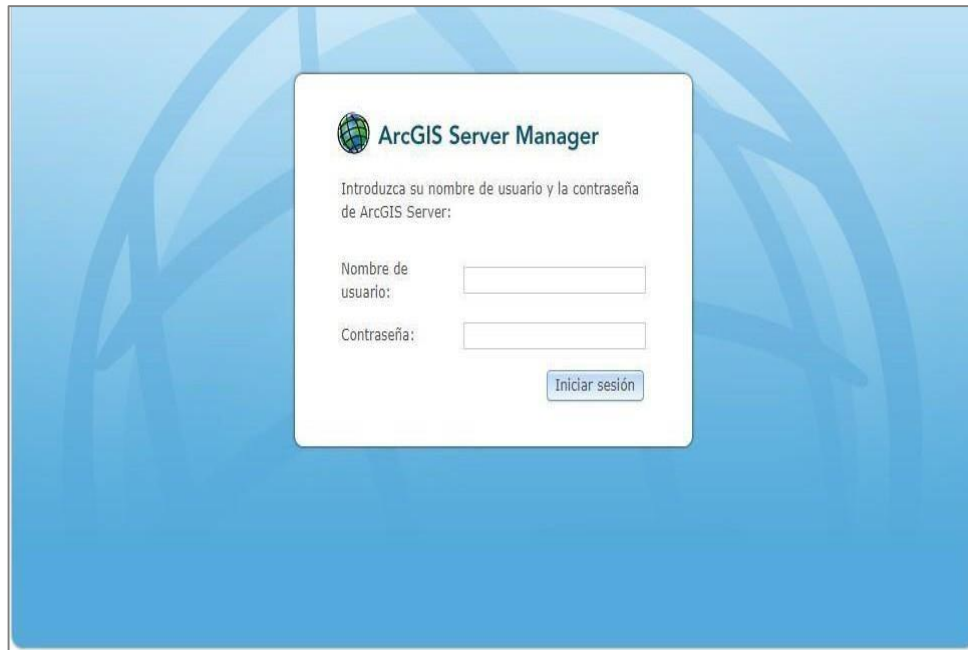 ArcGIS Server Manager
Introduzca su nombre de usuario y la contraseña
de ArcGIS Server:
Nombre de
usuario:
Contraseña:
Iniciar sesión